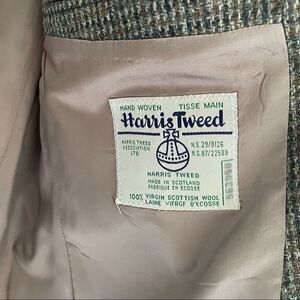 HAND WOVEN TISSE MAIN
Harris Tweed
HARRIS TWEED ASSOCIATION LTD.
N.S.29/8126
N.S.87/22589
HARRIS TWEED
MADE IN SCOTLAND
FABRIQUE EN ECOSSE
100% VIRGIN SCOTTISH WOOL
LAINE VIERGE D'ECOSSE